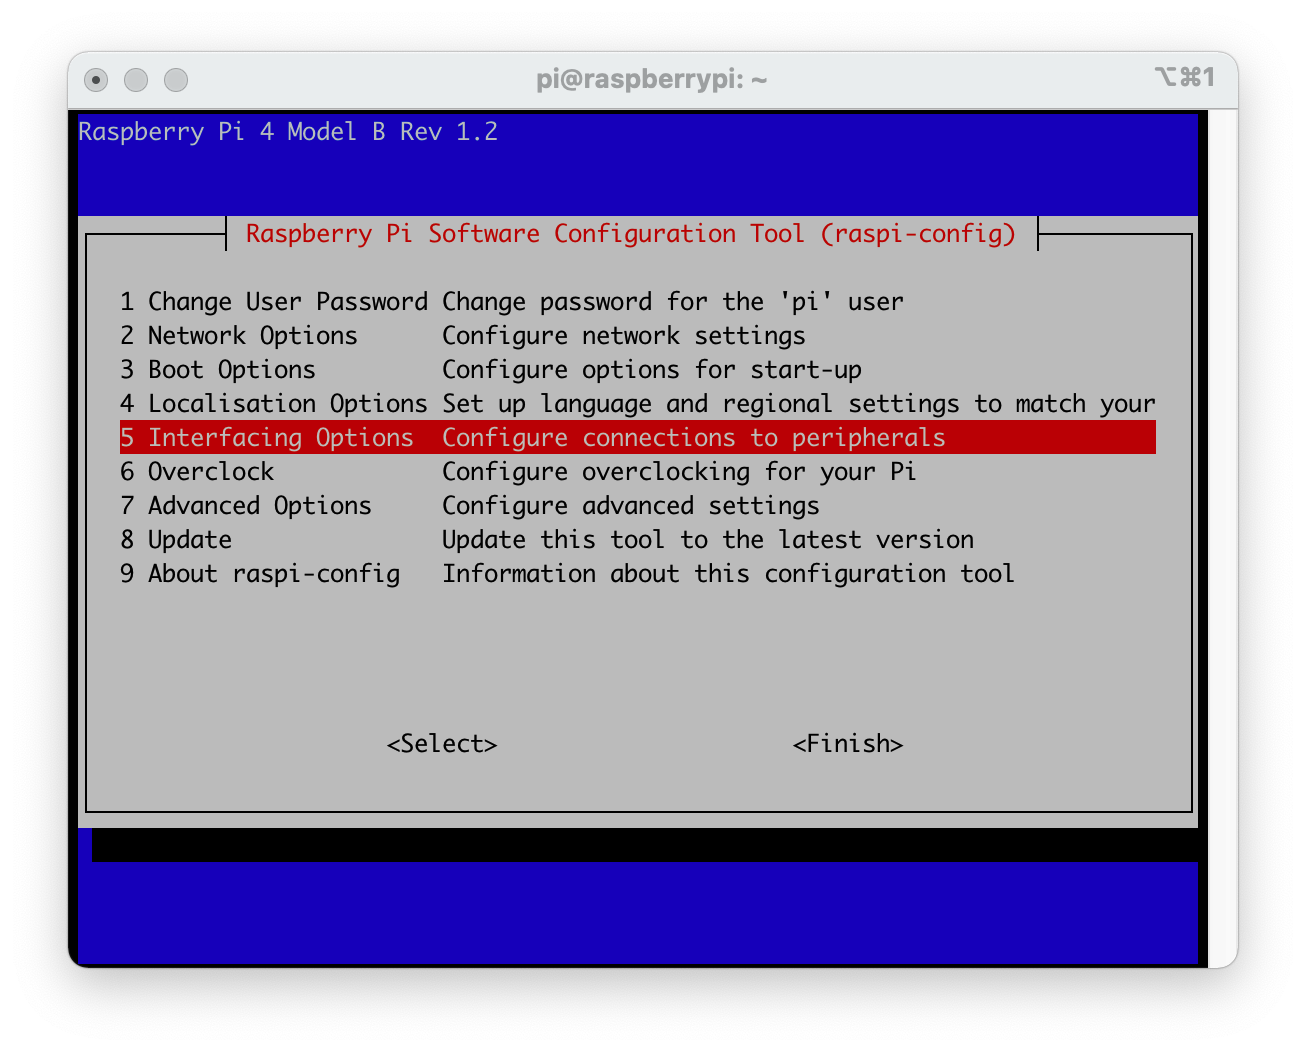 pi@raspberrypi: ~ ⌥⌘1
Raspberry Pi 4 Model B Rev 1.2
Raspberry Pi Software Configuration Tool (raspi-config)
1 Change User Password Change password for the 'pi' user
2 Network Options Configure network settings
3 Boot Options Configure options for start-up
4 Localisation Options Set up language and regional settings to match your
5 Interfacing Options Configure connections to peripherals
6 Overclock Configure overclocking for your Pi
7 Advanced Options Configure advanced settings
8 Update Update this tool to the latest version
9 About raspi-config Information about this configuration tool
<Select> <Finish>